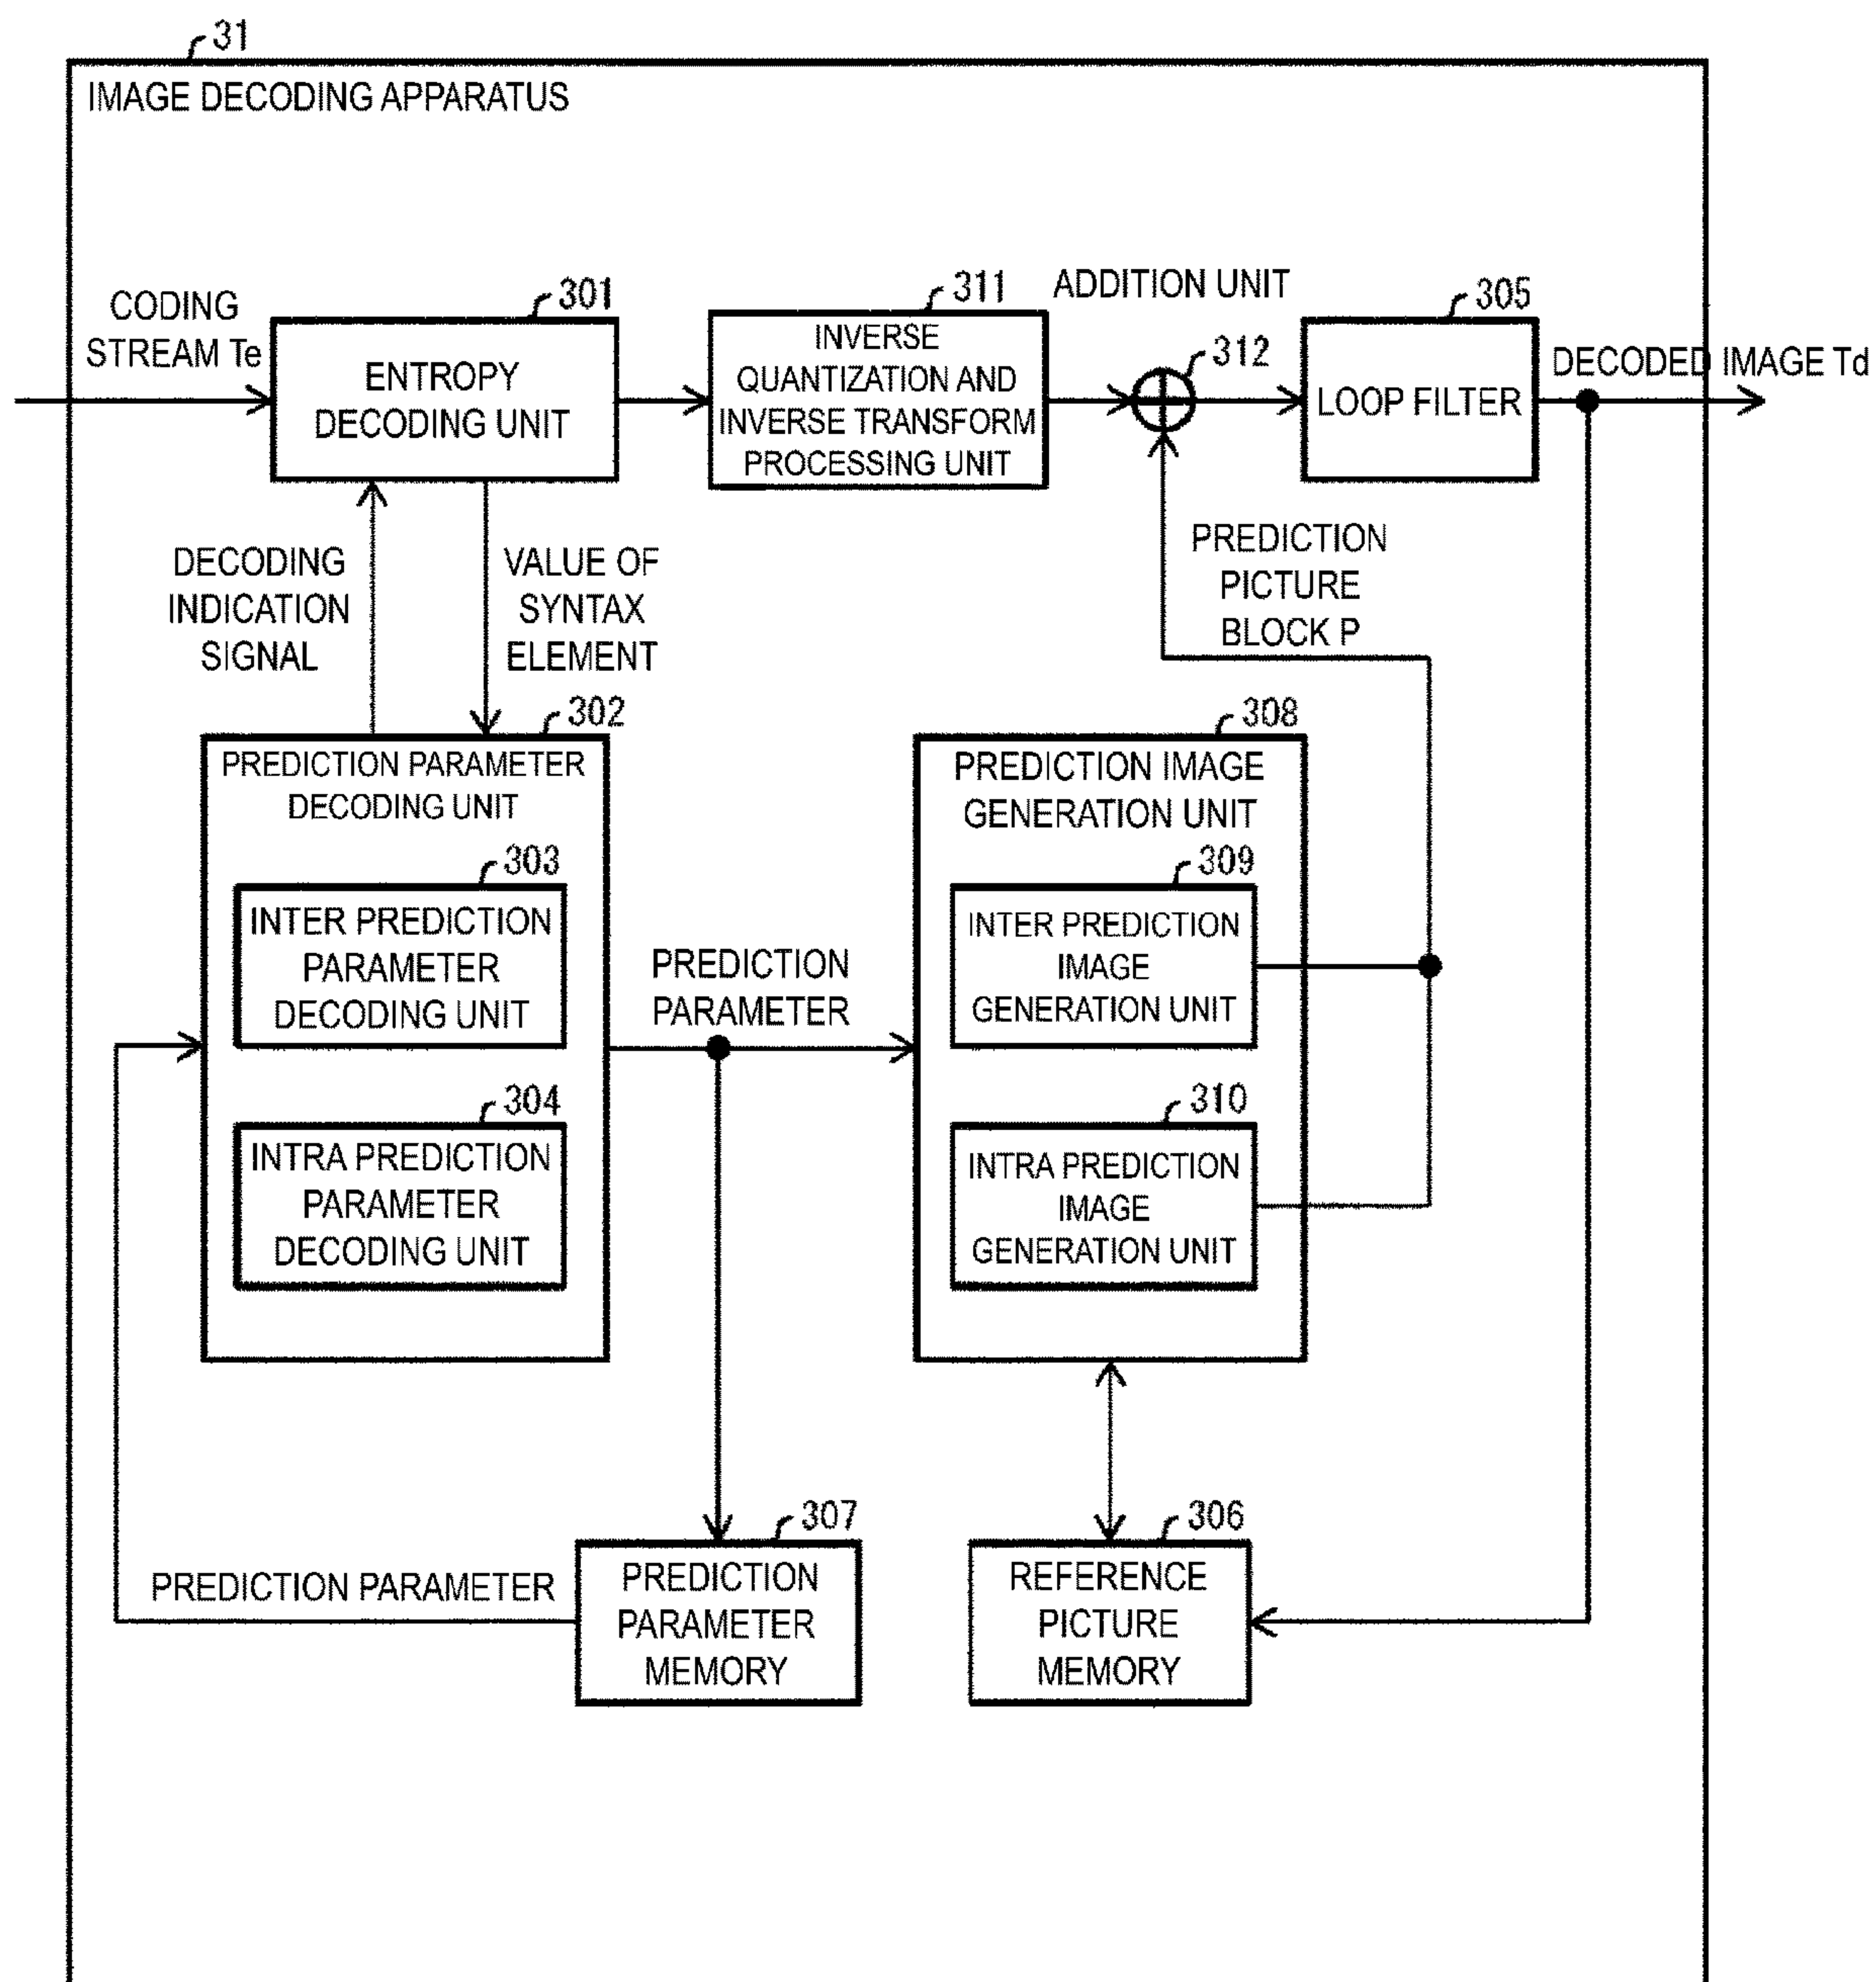 31
IMAGE DECODING APPARATUS
CODING
STREAM Te
301
ENTROPY
DECODING UNIT
311
INVERSE
QUANTIZATION AND
INVERSE TRANSFORM
PROCESSING UNIT
ADDITION UNIT
312
305
LOOP FILTER
DECODED IMAGE Td
DECODING
INDICATION
SIGNAL
VALUE OF
SYNTAX
ELEMENT
PREDICTION
PICTURE
BLOCK P
302
PREDICTION PARAMETER
DECODING UNIT
303
INTER PREDICTION
PARAMETER
DECODING UNIT
304
INTRA PREDICTION
PARAMETER
DECODING UNIT
PREDICTION
PARAMETER
308
PREDICTION IMAGE
GENERATION UNIT
309
INTER PREDICTION
IMAGE
GENERATION UNIT
310
INTRA PREDICTION
IMAGE
GENERATION UNIT
PREDICTION PARAMETER
307
PREDICTION
PARAMETER
MEMORY
306
REFERENCE
PICTURE
MEMORY